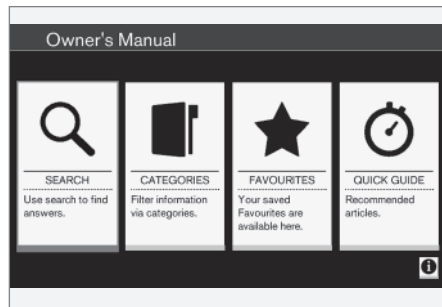 Owner's Manual
SEARCH
Use search to find
answers.
CATEGORIES
Filter information
via categories.
FAVOURITES
Your saved
Favourites are
available here.
QUICK GUIDE
Recommended
articles.